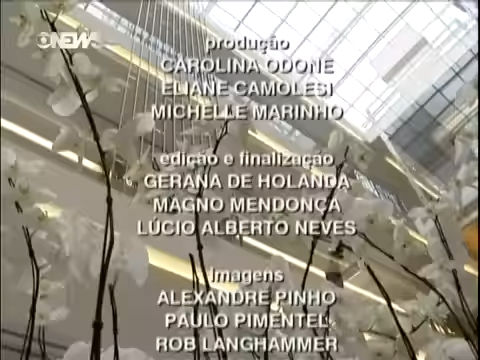 GNEWS
produção
CAROLINA ODONE
ELIANE CAMOLESI
MICHELLE MARINHO
edição e finalização
GERANA DE HOLANDA
MAGNO MENDONÇA
LÚCIO ALBERTO NEVES
imagens
ALEXANDRE PINHO
PAULO PIMENTEL
ROB LANGHAMMER